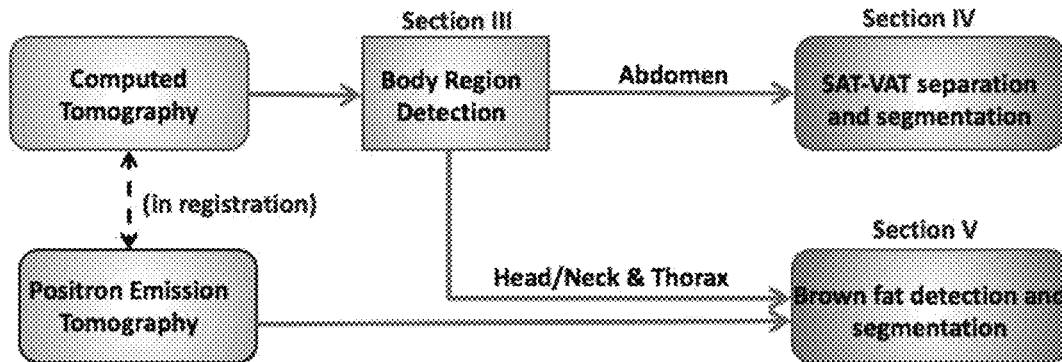 Section III
Section IV
Computed
Tomography
Body Region
Detection
Abdomen
SAT-VAT separation
and segmentation
(in registration)
Section V
Positron Emission
Tomography
Head/Neck & Thorax
Brown fat detection and
segmentation